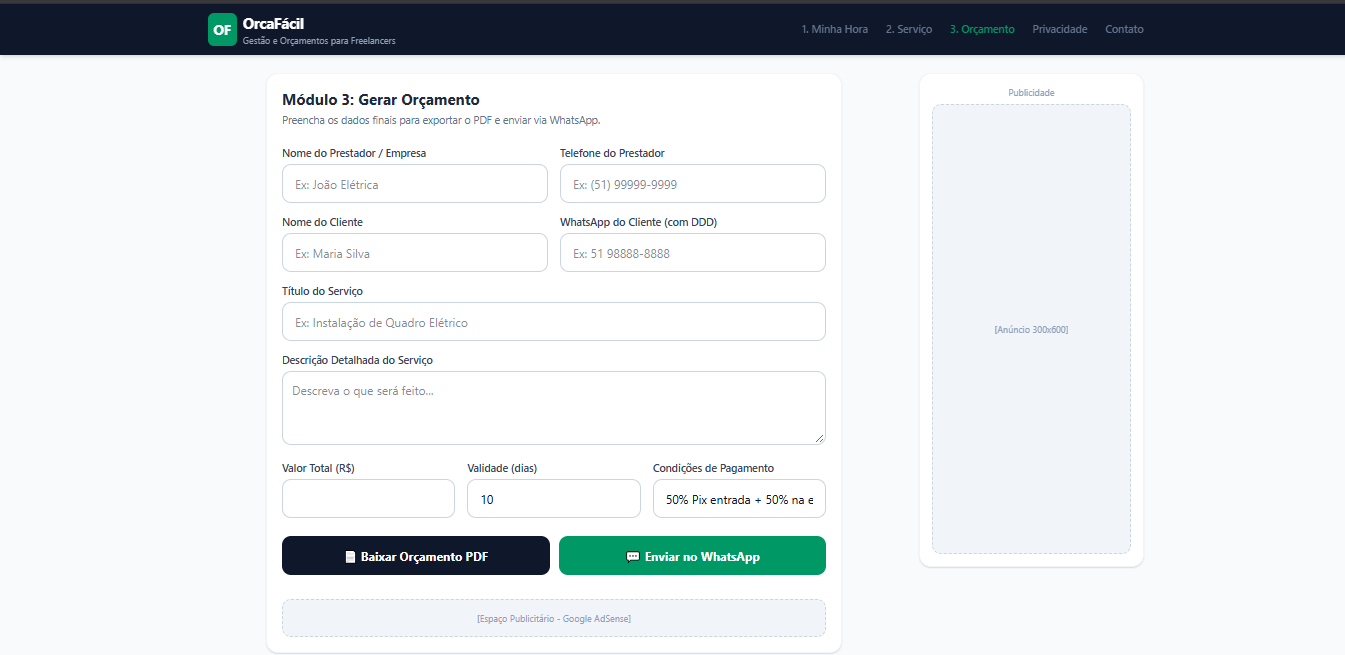 OF
OrcaFácil
Gestão e Orçamentos para Freelancers
1. Minha Hora
2. Serviço
3. Orçamento
Privacidade
Contato
Módulo 3: Gerar Orçamento
Preencha os dados finais para exportar o PDF e enviar via WhatsApp.
Nome do Prestador / Empresa
Telefone do Prestador
Ex: João Elétrica
Ex: (51) 99999-9999
Nome do Cliente
WhatsApp do Cliente (com DDD)
Ex: Maria Silva
Ex: 51 98888-8888
Título do Serviço
Ex: Instalação de Quadro Elétrico
Descrição Detalhada do Serviço
Descreva o que será feito...
Valor Total (R$)
Validade (dias)
Condições de Pagamento
10
50% Pix entrada + 50% na e
Baixar Orçamento PDF
Enviar no WhatsApp
[Espaço Publicitário - Google AdSense]
Publicidade
[Anúncio 300x600]